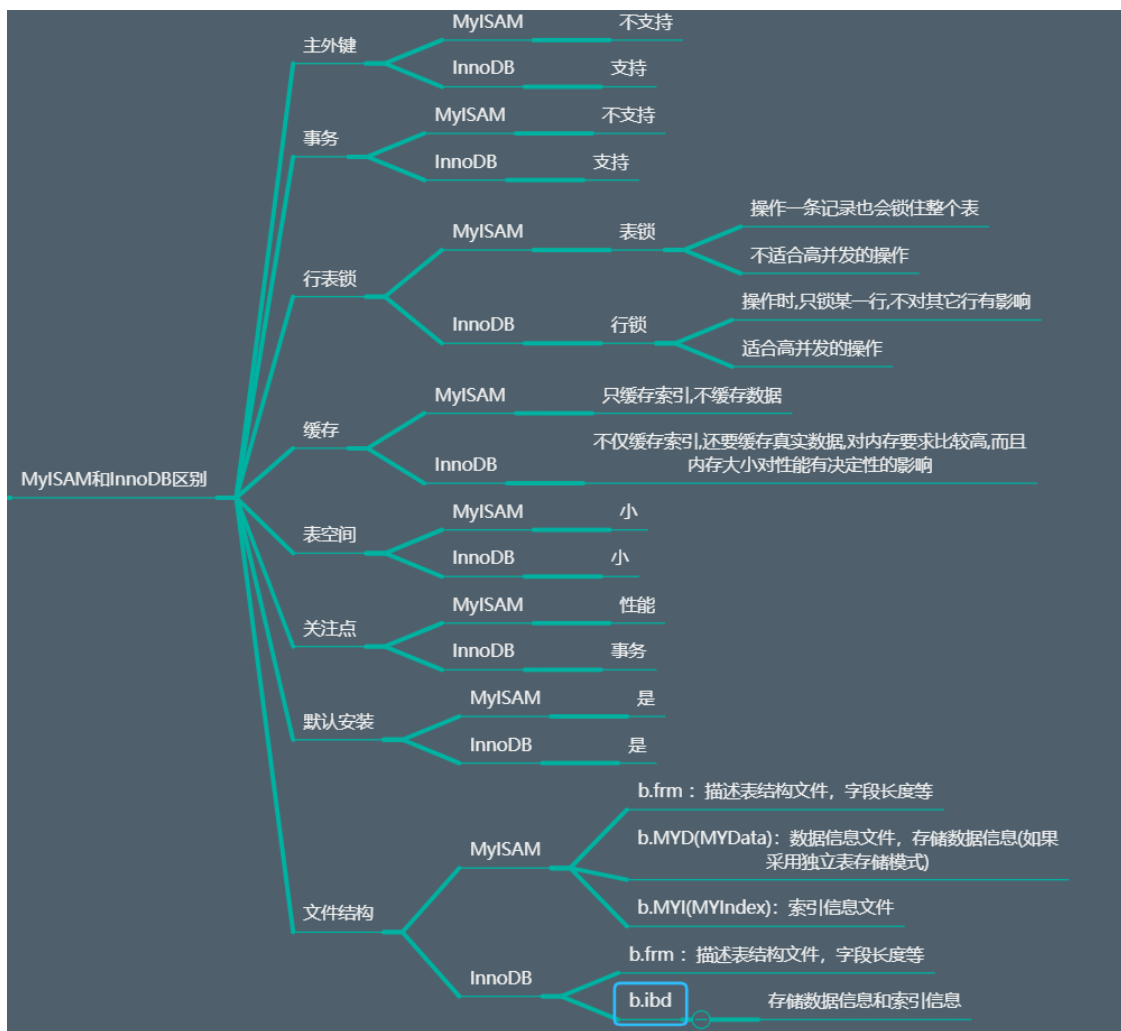 MyISAM和InnoDB区别
主外键
MyISAM
不支持
InnoDB
支持
事务
MyISAM
不支持
InnoDB
支持
行表锁
MyISAM
表锁
操作一条记录也会锁住整个表
不适合高并发的操作
InnoDB
行锁
操作时,只锁某一行,不对其它行有影响
适合高并发的操作
缓存
MyISAM
只缓存索引,不缓存数据
InnoDB
不仅缓存索引,还要缓存真实数据,对内存要求比较高,而且
内存大小对性能有决定性的影响
表空间
MyISAM
小
InnoDB
小
关注点
MyISAM
性能
InnoDB
事务
默认安装
MyISAM
是
InnoDB
是
文件结构
MyISAM
b.frm ：描述表结构文件，字段长度等
b.MYD(MYData)：数据信息文件，存储数据信息(如果
采用独立表存储模式)
b.MYI(MYIndex)：索引信息文件
InnoDB
b.frm ：描述表结构文件，字段长度等
b.ibd
存储数据信息和索引信息